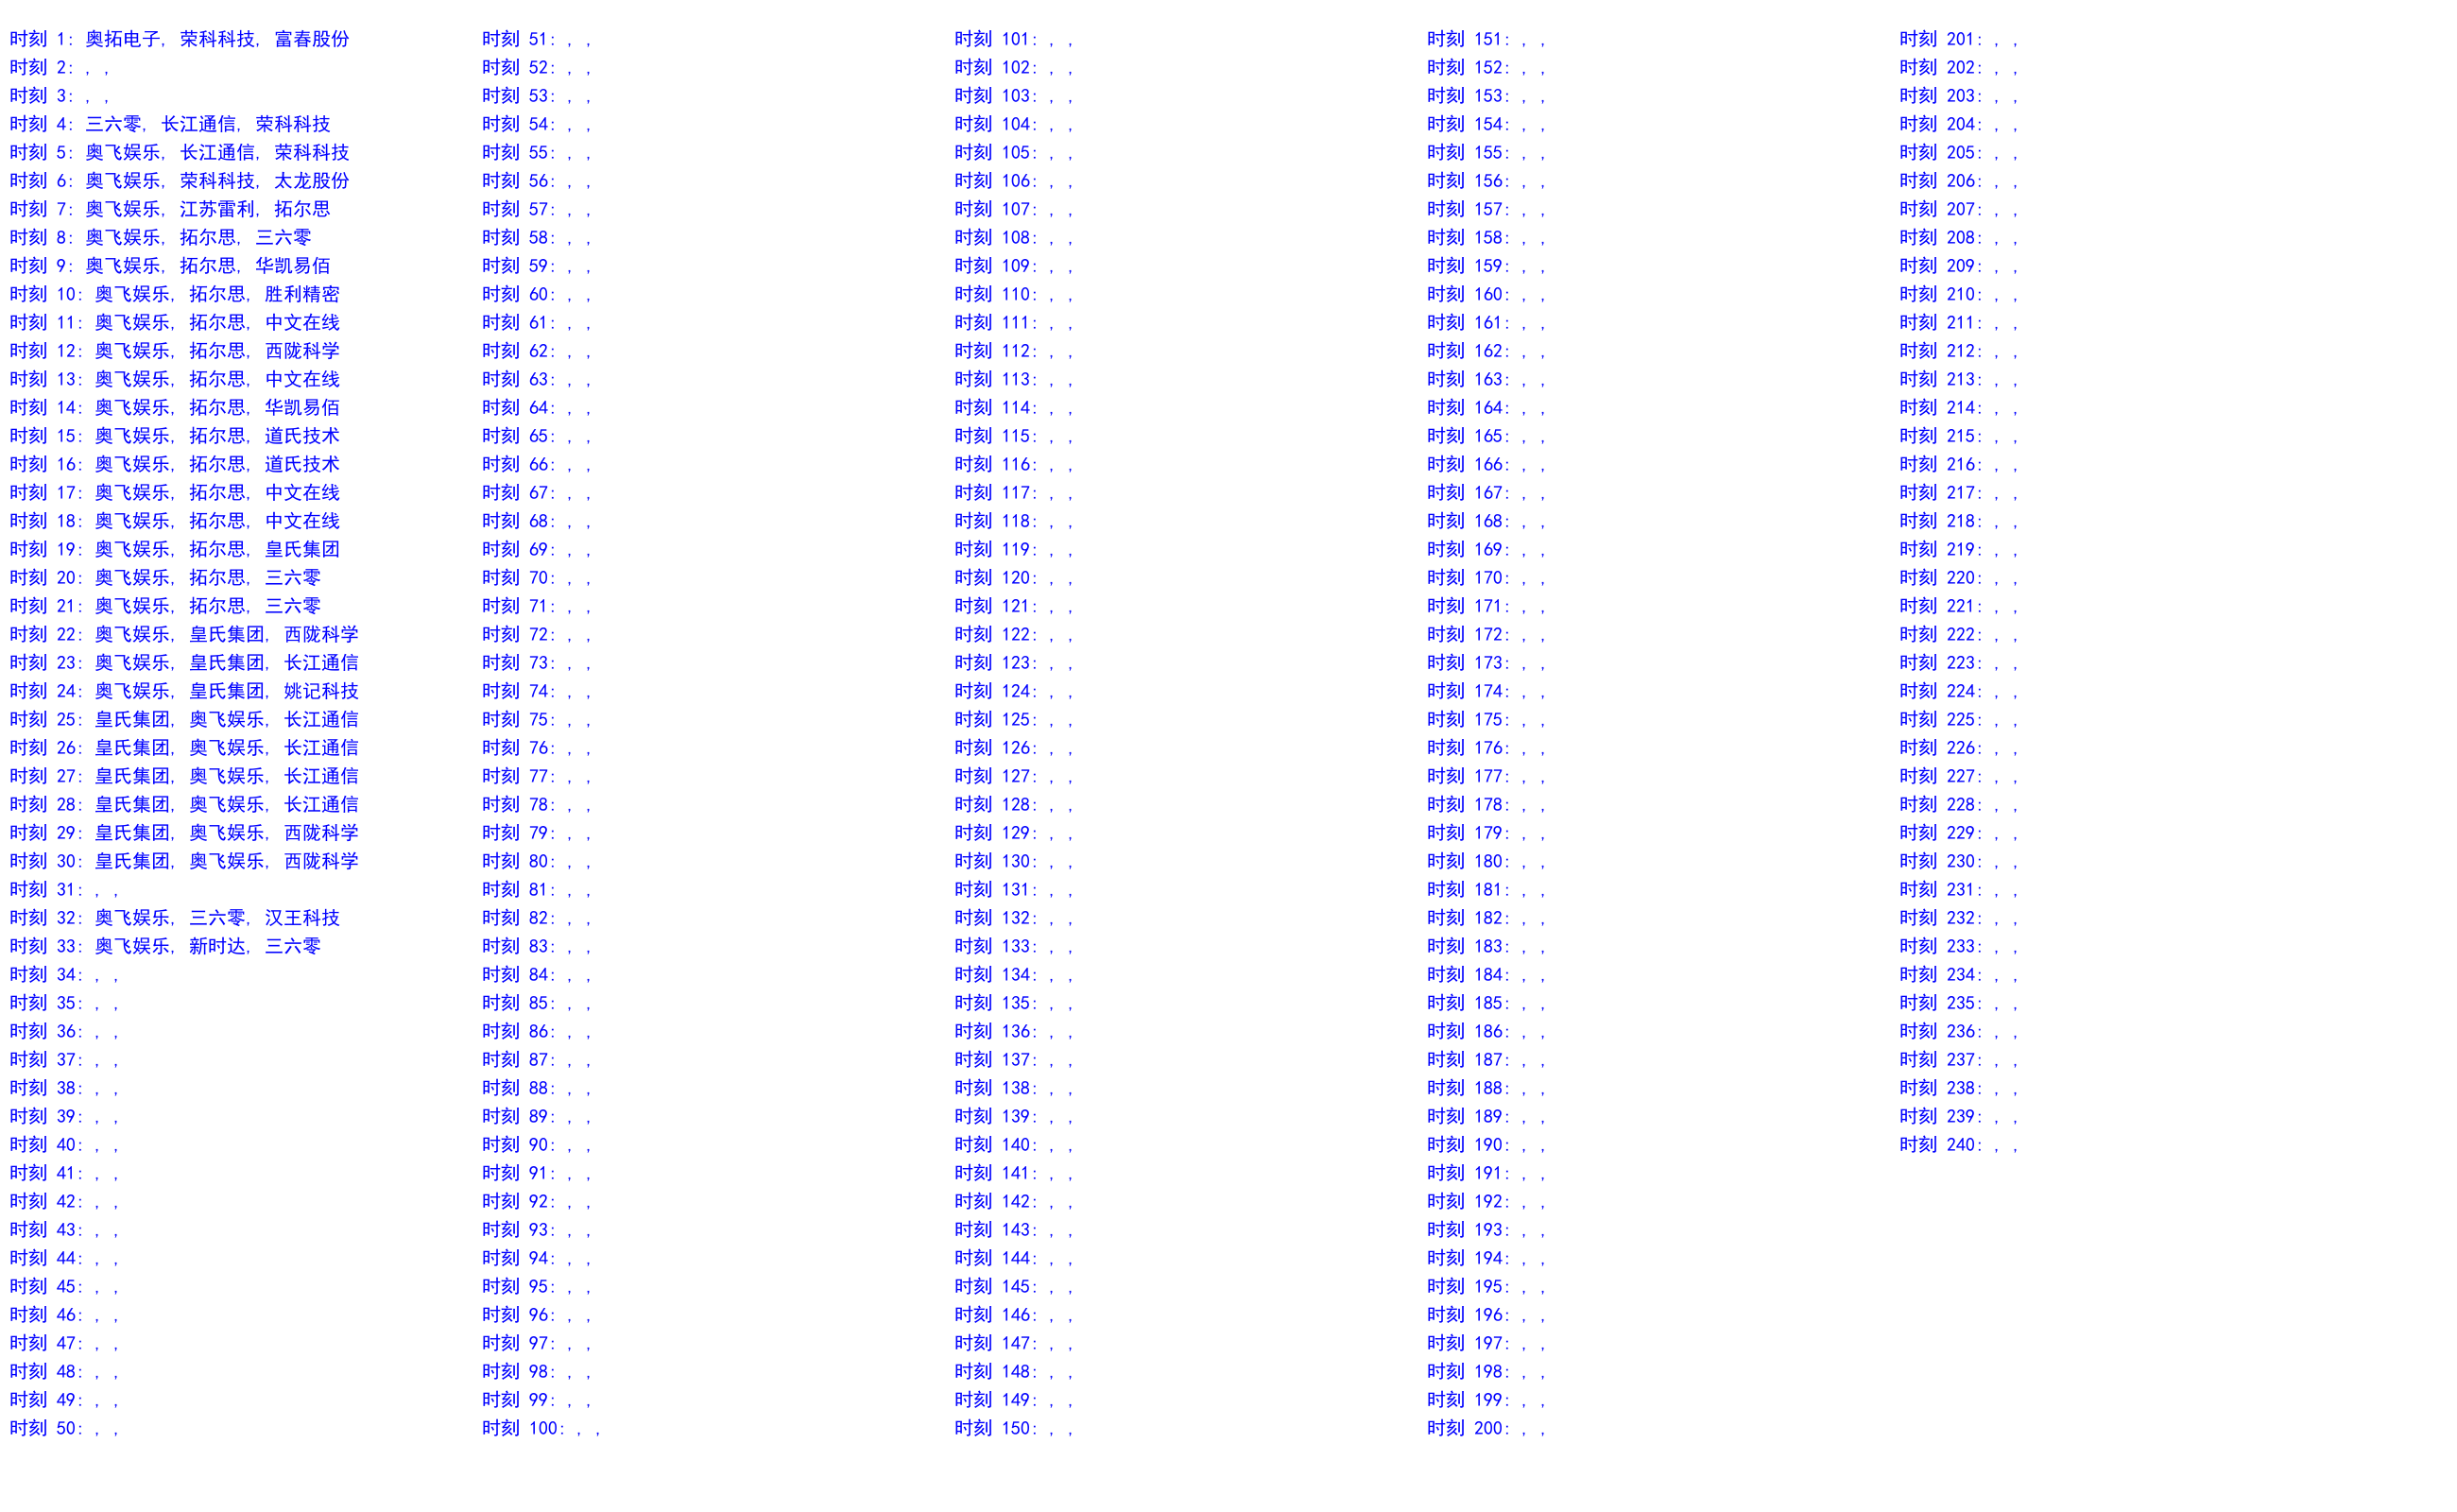 时刻 1: 奥拓电子, 荣科科技, 富春股份
时刻 2: , ,
时刻 3: , ,
时刻 4: 三六零, 长江通信, 荣科科技
时刻 5: 奥飞娱乐, 长江通信, 荣科科技
时刻 6: 奥飞娱乐, 荣科科技, 太龙股份
时刻 7: 奥飞娱乐, 江苏雷利, 拓尔思
时刻 8: 奥飞娱乐, 拓尔思, 三六零
时刻 9: 奥飞娱乐, 拓尔思, 华凯易佰
时刻 10: 奥飞娱乐, 拓尔思, 胜利精密
时刻 11: 奥飞娱乐, 拓尔思, 中文在线
时刻 12: 奥飞娱乐, 拓尔思, 西陇科学
时刻 13: 奥飞娱乐, 拓尔思, 中文在线
时刻 14: 奥飞娱乐, 拓尔思, 华凯易佰
时刻 15: 奥飞娱乐, 拓尔思, 道氏技术
时刻 16: 奥飞娱乐, 拓尔思, 道氏技术
时刻 17: 奥飞娱乐, 拓尔思, 中文在线
时刻 18: 奥飞娱乐, 拓尔思, 中文在线
时刻 19: 奥飞娱乐, 拓尔思, 皇氏集团
时刻 20: 奥飞娱乐, 拓尔思, 三六零
时刻 21: 奥飞娱乐, 拓尔思, 三六零
时刻 22: 奥飞娱乐, 皇氏集团, 西陇科学
时刻 23: 奥飞娱乐, 皇氏集团, 长江通信
时刻 24: 奥飞娱乐, 皇氏集团, 姚记科技
时刻 25: 皇氏集团, 奥飞娱乐, 长江通信
时刻 26: 皇氏集团, 奥飞娱乐, 长江通信
时刻 27: 皇氏集团, 奥飞娱乐, 长江通信
时刻 28: 皇氏集团, 奥飞娱乐, 长江通信
时刻 29: 皇氏集团, 奥飞娱乐, 西陇科学
时刻 30: 皇氏集团, 奥飞娱乐, 西陇科学
时刻 31: , ,
时刻 32: 奥飞娱乐, 三六零, 汉王科技
时刻 33: 奥飞娱乐, 新时达, 三六零
时刻 34: , ,
时刻 35: , ,
时刻 36: , ,
时刻 37: , ,
时刻 38: , ,
时刻 39: , ,
时刻 40: , ,
时刻 41: , ,
时刻 42: , ,
时刻 43: , ,
时刻 44: , ,
时刻 45: , ,
时刻 46: , ,
时刻 47: , ,
时刻 48: , ,
时刻 49: , ,
时刻 50: , ,
时刻 51: , ,
时刻 52: , ,
时刻 53: , ,
时刻 54: , ,
时刻 55: , ,
时刻 56: , ,
时刻 57: , ,
时刻 58: , ,
时刻 59: , ,
时刻 60: , ,
时刻 61: , ,
时刻 62: , ,
时刻 63: , ,
时刻 64: , ,
时刻 65: , ,
时刻 66: , ,
时刻 67: , ,
时刻 68: , ,
时刻 69: , ,
时刻 70: , ,
时刻 71: , ,
时刻 72: , ,
时刻 73: , ,
时刻 74: , ,
时刻 75: , ,
时刻 76: , ,
时刻 77: , ,
时刻 78: , ,
时刻 79: , ,
时刻 80: , ,
时刻 81: , ,
时刻 82: , ,
时刻 83: , ,
时刻 84: , ,
时刻 85: , ,
时刻 86: , ,
时刻 87: , ,
时刻 88: , ,
时刻 89: , ,
时刻 90: , ,
时刻 91: , ,
时刻 92: , ,
时刻 93: , ,
时刻 94: , ,
时刻 95: , ,
时刻 96: , ,
时刻 97: , ,
时刻 98: , ,
时刻 99: , ,
时刻 100: , ,
时刻 101: , ,
时刻 102: , ,
时刻 103: , ,
时刻 104: , ,
时刻 105: , ,
时刻 106: , ,
时刻 107: , ,
时刻 108: , ,
时刻 109: , ,
时刻 110: , ,
时刻 111: , ,
时刻 112: , ,
时刻 113: , ,
时刻 114: , ,
时刻 115: , ,
时刻 116: , ,
时刻 117: , ,
时刻 118: , ,
时刻 119: , ,
时刻 120: , ,
时刻 121: , ,
时刻 122: , ,
时刻 123: , ,
时刻 124: , ,
时刻 125: , ,
时刻 126: , ,
时刻 127: , ,
时刻 128: , ,
时刻 129: , ,
时刻 130: , ,
时刻 131: , ,
时刻 132: , ,
时刻 133: , ,
时刻 134: , ,
时刻 135: , ,
时刻 136: , ,
时刻 137: , ,
时刻 138: , ,
时刻 139: , ,
时刻 140: , ,
时刻 141: , ,
时刻 142: , ,
时刻 143: , ,
时刻 144: , ,
时刻 145: , ,
时刻 146: , ,
时刻 147: , ,
时刻 148: , ,
时刻 149: , ,
时刻 150: , ,
时刻 151: , ,
时刻 152: , ,
时刻 153: , ,
时刻 154: , ,
时刻 155: , ,
时刻 156: , ,
时刻 157: , ,
时刻 158: , ,
时刻 159: , ,
时刻 160: , ,
时刻 161: , ,
时刻 162: , ,
时刻 163: , ,
时刻 164: , ,
时刻 165: , ,
时刻 166: , ,
时刻 167: , ,
时刻 168: , ,
时刻 169: , ,
时刻 170: , ,
时刻 171: , ,
时刻 172: , ,
时刻 173: , ,
时刻 174: , ,
时刻 175: , ,
时刻 176: , ,
时刻 177: , ,
时刻 178: , ,
时刻 179: , ,
时刻 180: , ,
时刻 181: , ,
时刻 182: , ,
时刻 183: , ,
时刻 184: , ,
时刻 185: , ,
时刻 186: , ,
时刻 187: , ,
时刻 188: , ,
时刻 189: , ,
时刻 190: , ,
时刻 191: , ,
时刻 192: , ,
时刻 193: , ,
时刻 194: , ,
时刻 195: , ,
时刻 196: , ,
时刻 197: , ,
时刻 198: , ,
时刻 199: , ,
时刻 200: , ,
时刻 201: , ,
时刻 202: , ,
时刻 203: , ,
时刻 204: , ,
时刻 205: , ,
时刻 206: , ,
时刻 207: , ,
时刻 208: , ,
时刻 209: , ,
时刻 210: , ,
时刻 211: , ,
时刻 212: , ,
时刻 213: , ,
时刻 214: , ,
时刻 215: , ,
时刻 216: , ,
时刻 217: , ,
时刻 218: , ,
时刻 219: , ,
时刻 220: , ,
时刻 221: , ,
时刻 222: , ,
时刻 223: , ,
时刻 224: , ,
时刻 225: , ,
时刻 226: , ,
时刻 227: , ,
时刻 228: , ,
时刻 229: , ,
时刻 230: , ,
时刻 231: , ,
时刻 232: , ,
时刻 233: , ,
时刻 234: , ,
时刻 235: , ,
时刻 236: , ,
时刻 237: , ,
时刻 238: , ,
时刻 239: , ,
时刻 240: , ,